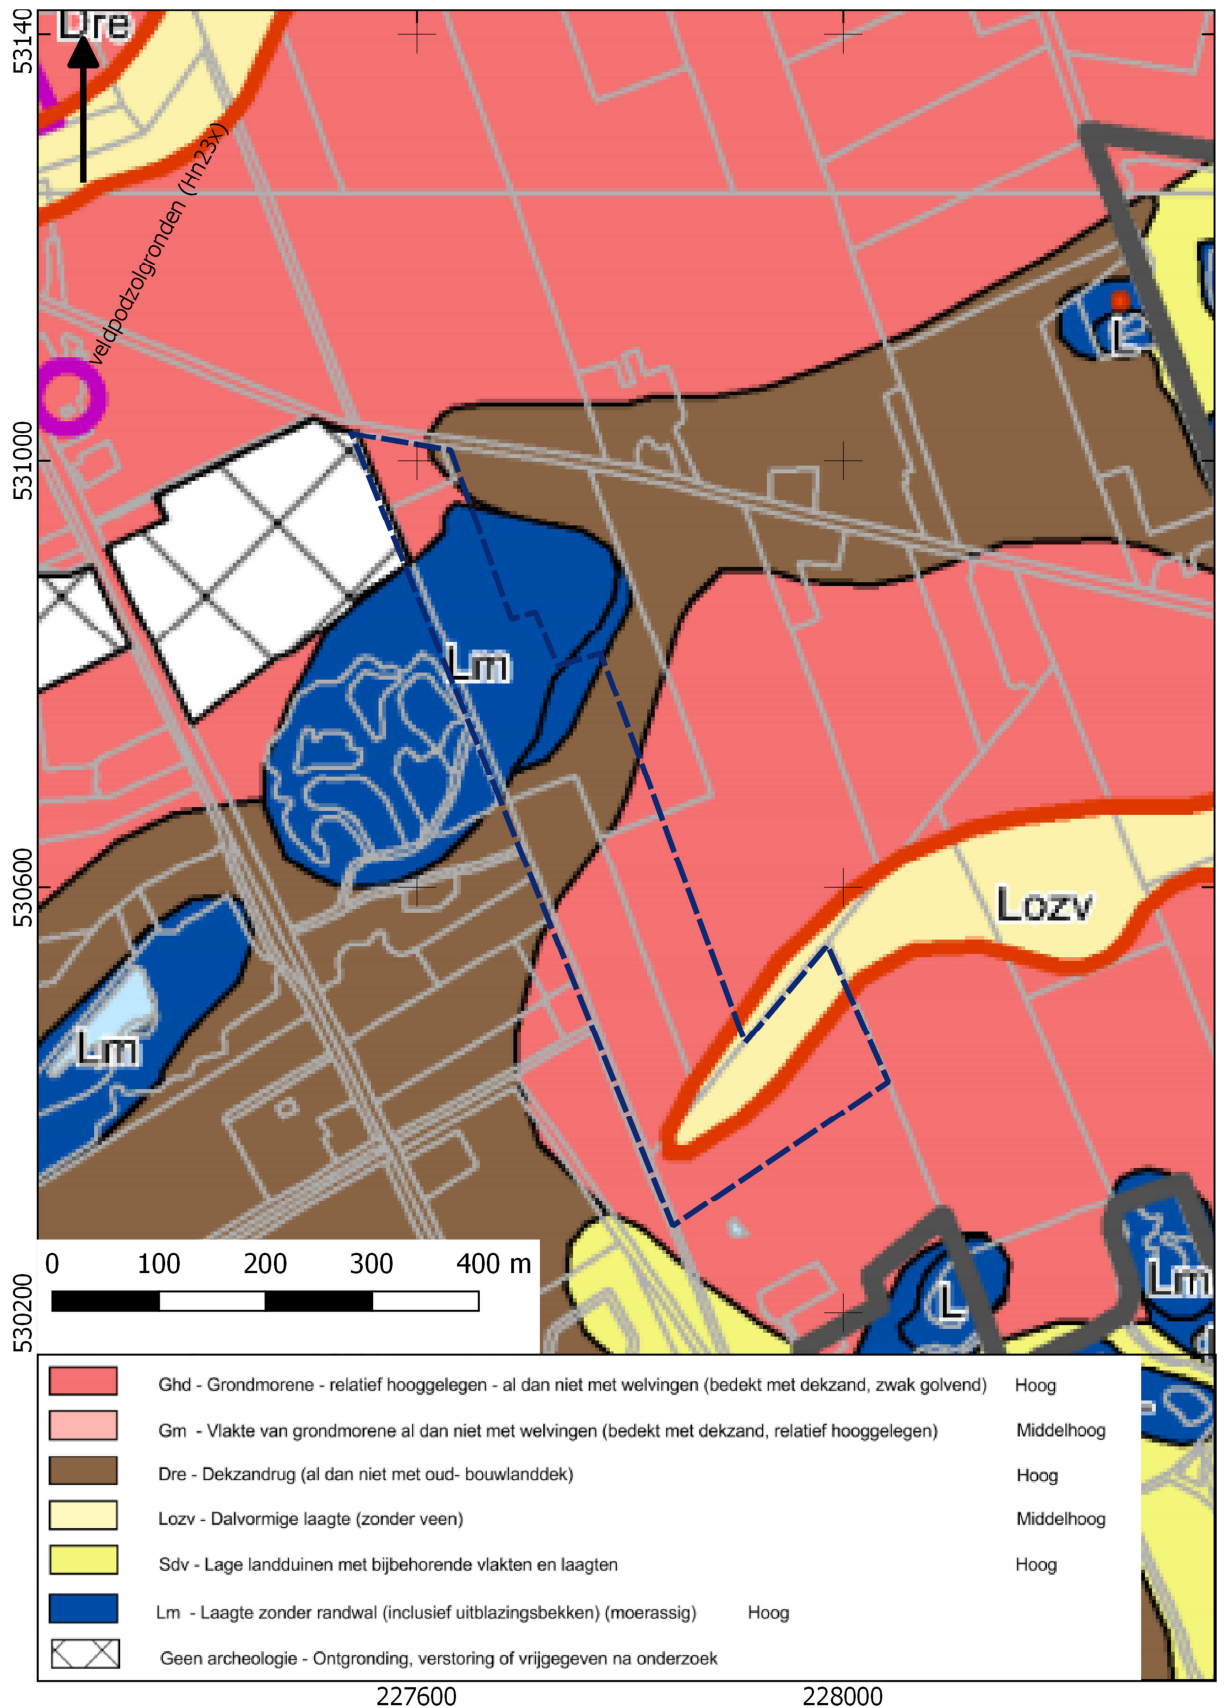 Dre
53140
veldpodzolgronden (Hn23x)
L
531000
Lm
530600
Lozv
Lm
0 100 200 300 400 m
530200
L
Lm
Ghd - Grondmorene - relatief hooggelegen - al dan niet met welvingen (bedekt met dekzand, zwak golvend) Hoog
Gm - Vlakte van grondmorene al dan niet met welvingen (bedekt met dekzand, relatief hooggelegen) Middelhoog
Dre - Dekzandrug (al dan niet met oud- bouwlanddek) Hoog
Lozv - Dalvormige laagte (zonder veen) Middelhoog
Sdv - Lage landduinen met bijbehorende vlakten en laagten Hoog
Lm - Laagte zonder randwal (inclusief uitblazingsbekken) (moerassig) Hoog
Geen archeologie - Ontgronding, verstoring of vrijgegeven na onderzoek
227600 228000